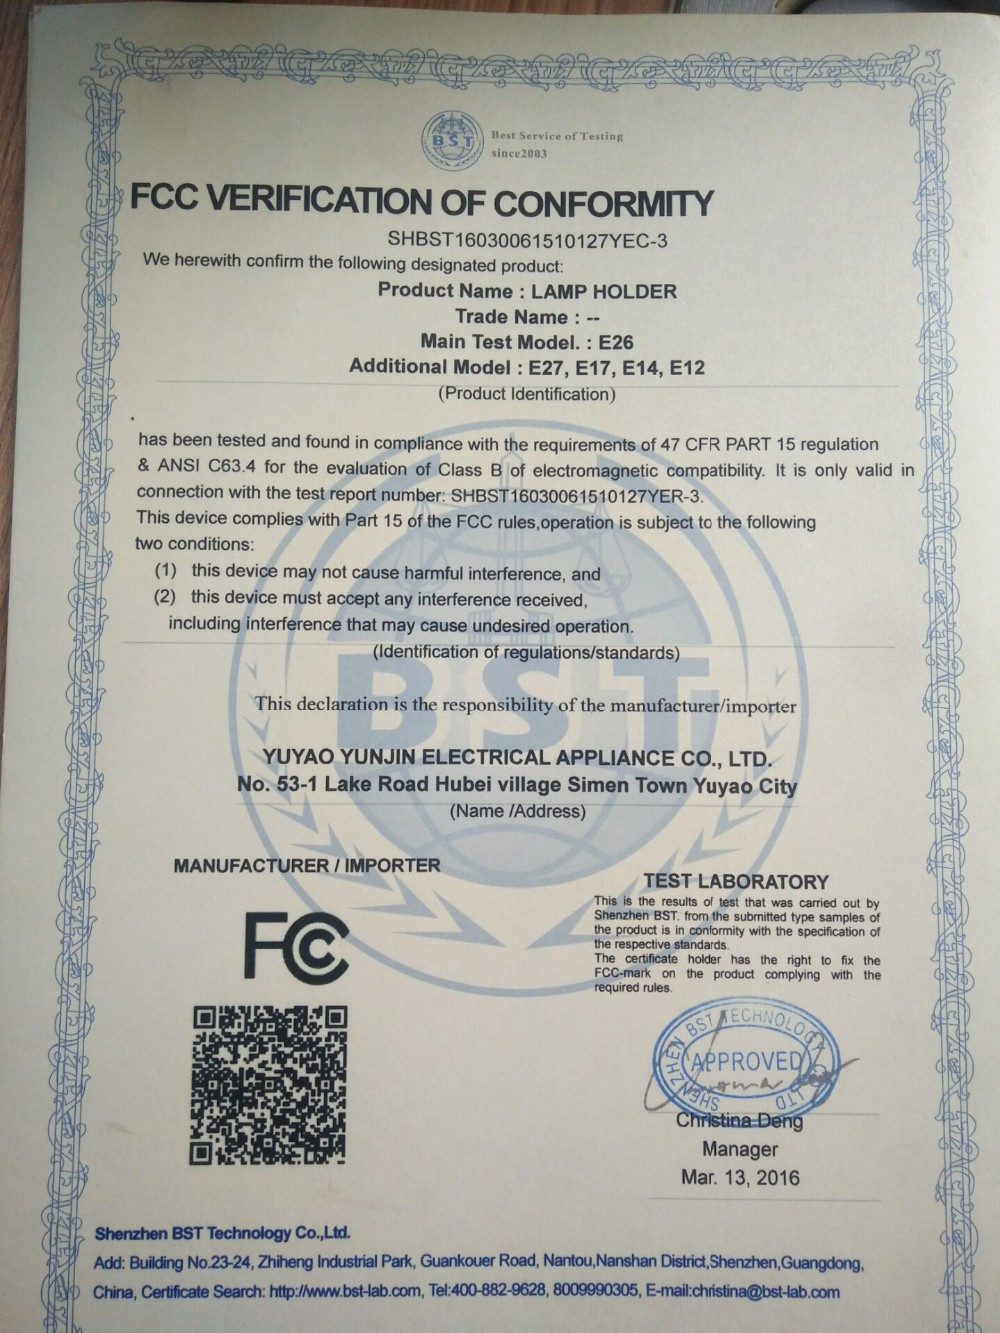 BST
Best Service of Testing
since2003
FCC VERIFICATION OF CONFORMITY
SHBST16030061510127YEC-3
We herewith confirm the following designated product:
Product Name : LAMP HOLDER
Trade Name : --
Main Test Model. : E26
Additional Model : E27, E17, E14, E12
(Product Identification)
has been tested and found in compliance with the requirements of 47 CFR PART 15 regulation
& ANSI C63.4 for the evaluation of Class B of electromagnetic compatibility. It is only valid in
connection with the test report number: SHBST16030061510127YER-3.
This device complies with Part 15 of the FCC rules,operation is subject to the following
two conditions:
(1) this device may not cause harmful interference, and
(2) this device must accept any interference received,
including interference that may cause undesired operation.
(Identification of regulations/standards)
BST
This declaration is the responsibility of the manufacturer/importer
YUYAO YUNJIN ELECTRICAL APPLIANCE CO., LTD.
No. 53-1 Lake Road Hubei village Simen Town Yuyao City
(Name /Address)
MANUFACTURER / IMPORTER
FCC
TEST LABORATORY
This is the results of test that was carried out by
Shenzhen BST. from the submitted type samples of
the product is in conformity with the specification of
the respective standards.
The certificate holder has the right to fix the
FCC-mark on the product complying with the
required rules.
SHENZHEN BST TECHNOLOGY CO LTD
APPROVED
Christina Deng
Manager
Mar. 13, 2016
Shenzhen BST Technology Co.,Ltd.
Add: Building No.23-24, Zhiheng Industrial Park, Guankouer Road, Nantou,Nanshan District,Shenzhen,Guangdong,
China, Certificate Search: http://www.bst-lab.com, Tel:400-882-9628, 8009990305, E-mail:christina@bst-lab.com